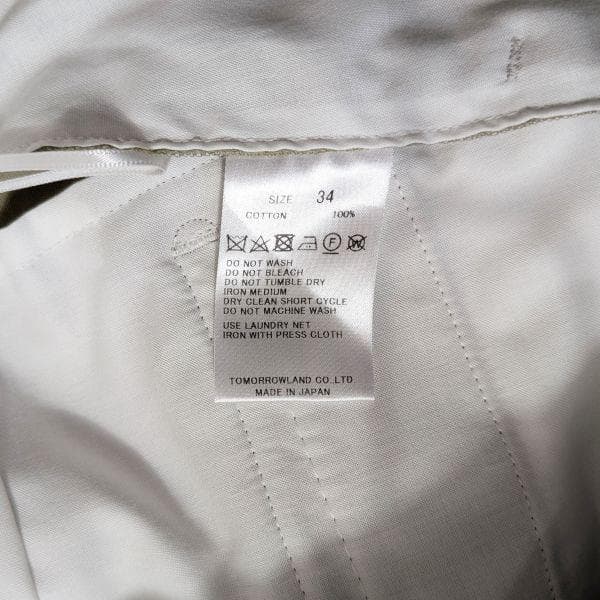 SIZE 34
COTTON 100%
F W
DO NOT WASH
DO NOT BLEACH
DO NOT TUMBLE DRY
IRON MEDIUM
DRY CLEAN SHORT CYCLE
DO NOT MACHINE WASH
USE LAUNDRY NET
IRON WITH PRESS CLOTH
TOMORROWLAND CO.,LTD
MADE IN JAPAN